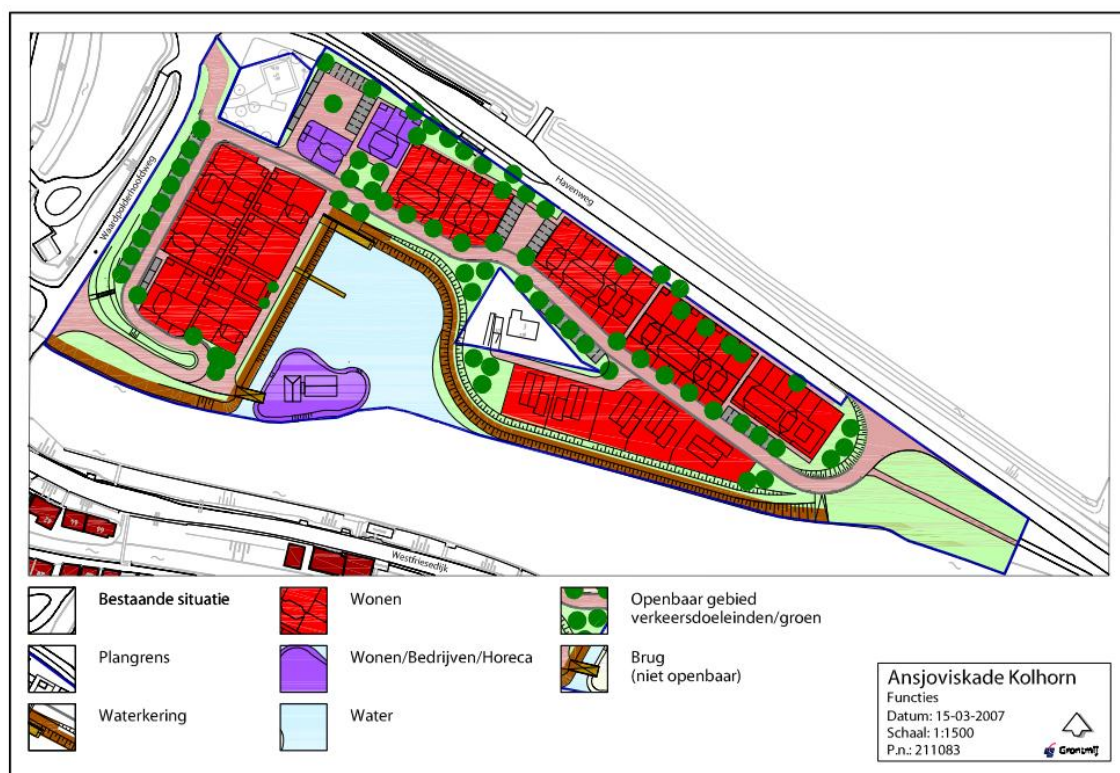 Waardpolderhoofdweg
Havenweg
Westfriesedijk
Bestaande situatie
Plangrens
Waterkering
Wonen
Wonen/Bedrijven/Horeca
Water
Openbaar gebied
verkeersdoeleinden/groen
Brug
(niet openbaar)
Ansjoviskade Kolhorn
Functies
Datum: 15-03-2007
Schaal: 1:1500
P.n.: 211083
Grontmij